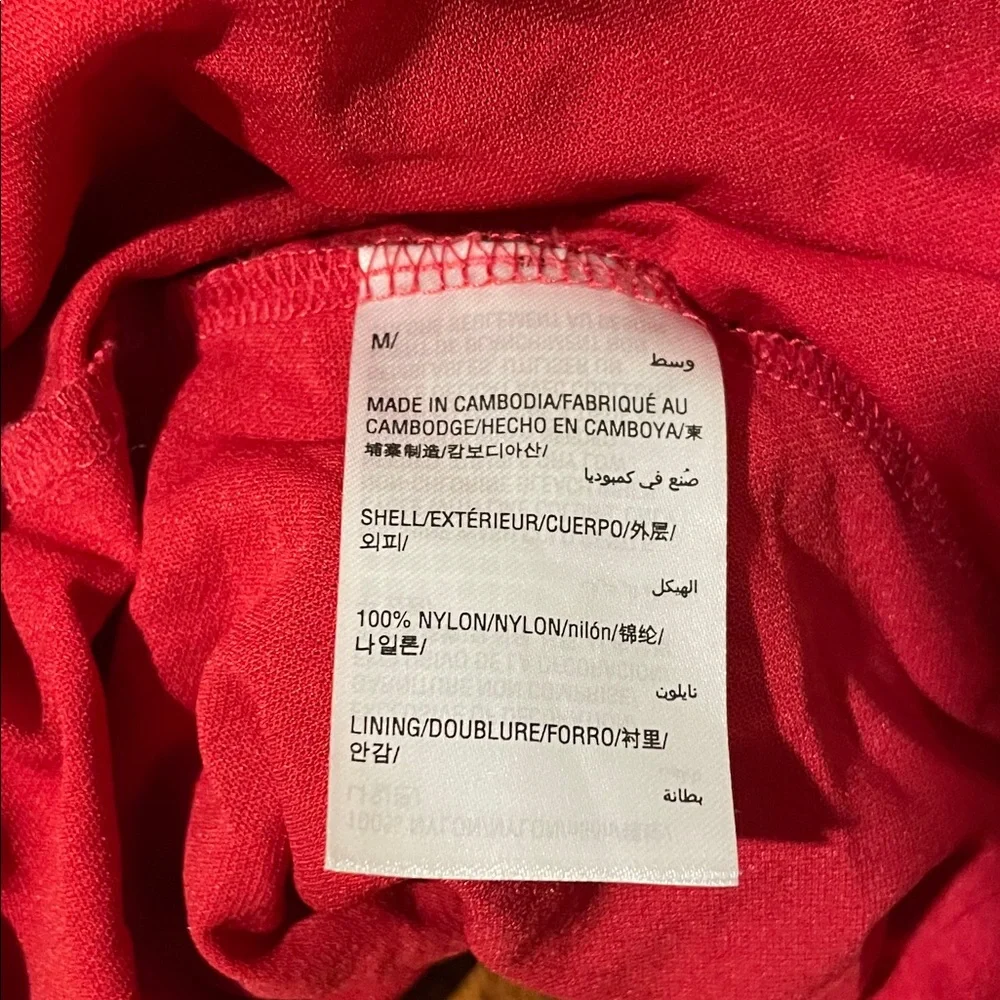 M/
وسط
MADE IN CAMBODIA/FABRIQUÉ AU
CAMBODGE/HECHO EN CAMBOYA/柬
埔寨制造/캄보디아산/
صُنع في كمبوديا
SHELL/EXTÉRIEUR/CUERPO/外层/
외피/
الهيكل
100% NYLON/NYLON/nilón/锦纶/
나일론/
نايلون
LINING/DOUBLURE/FORRO/衬里/
안감/
بطانة